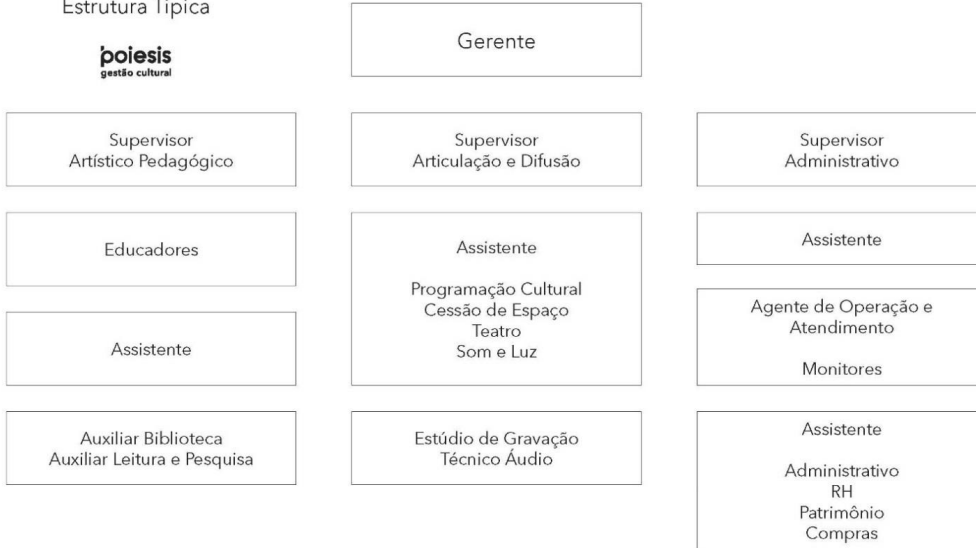 Estrutura Típica
poiesis
gestão cultural
Gerente
Supervisor
Artístico Pedagógico
Educadores
Assistente
Auxiliar Biblioteca
Auxiliar Leitura e Pesquisa
Supervisor
Articulação e Difusão
Assistente
Programação Cultural
Cessão de Espaço
Teatro
Som e Luz
Estúdio de Gravação
Técnico Áudio
Supervisor
Administrativo
Assistente
Agente de Operação e
Atendimento
Monitores
Assistente
Administrativo
RH
Patrimônio
Compras